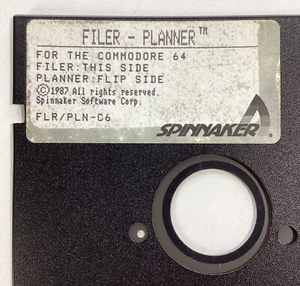 FILER - PLANNER™
FOR THE COMMODORE 64
FILER:THIS SIDE
PLANNER:FLIP SIDE
©1987 All rights reserved.
Spinnaker Software Corp.
FLR/PLN-C6
SPINNAKER®